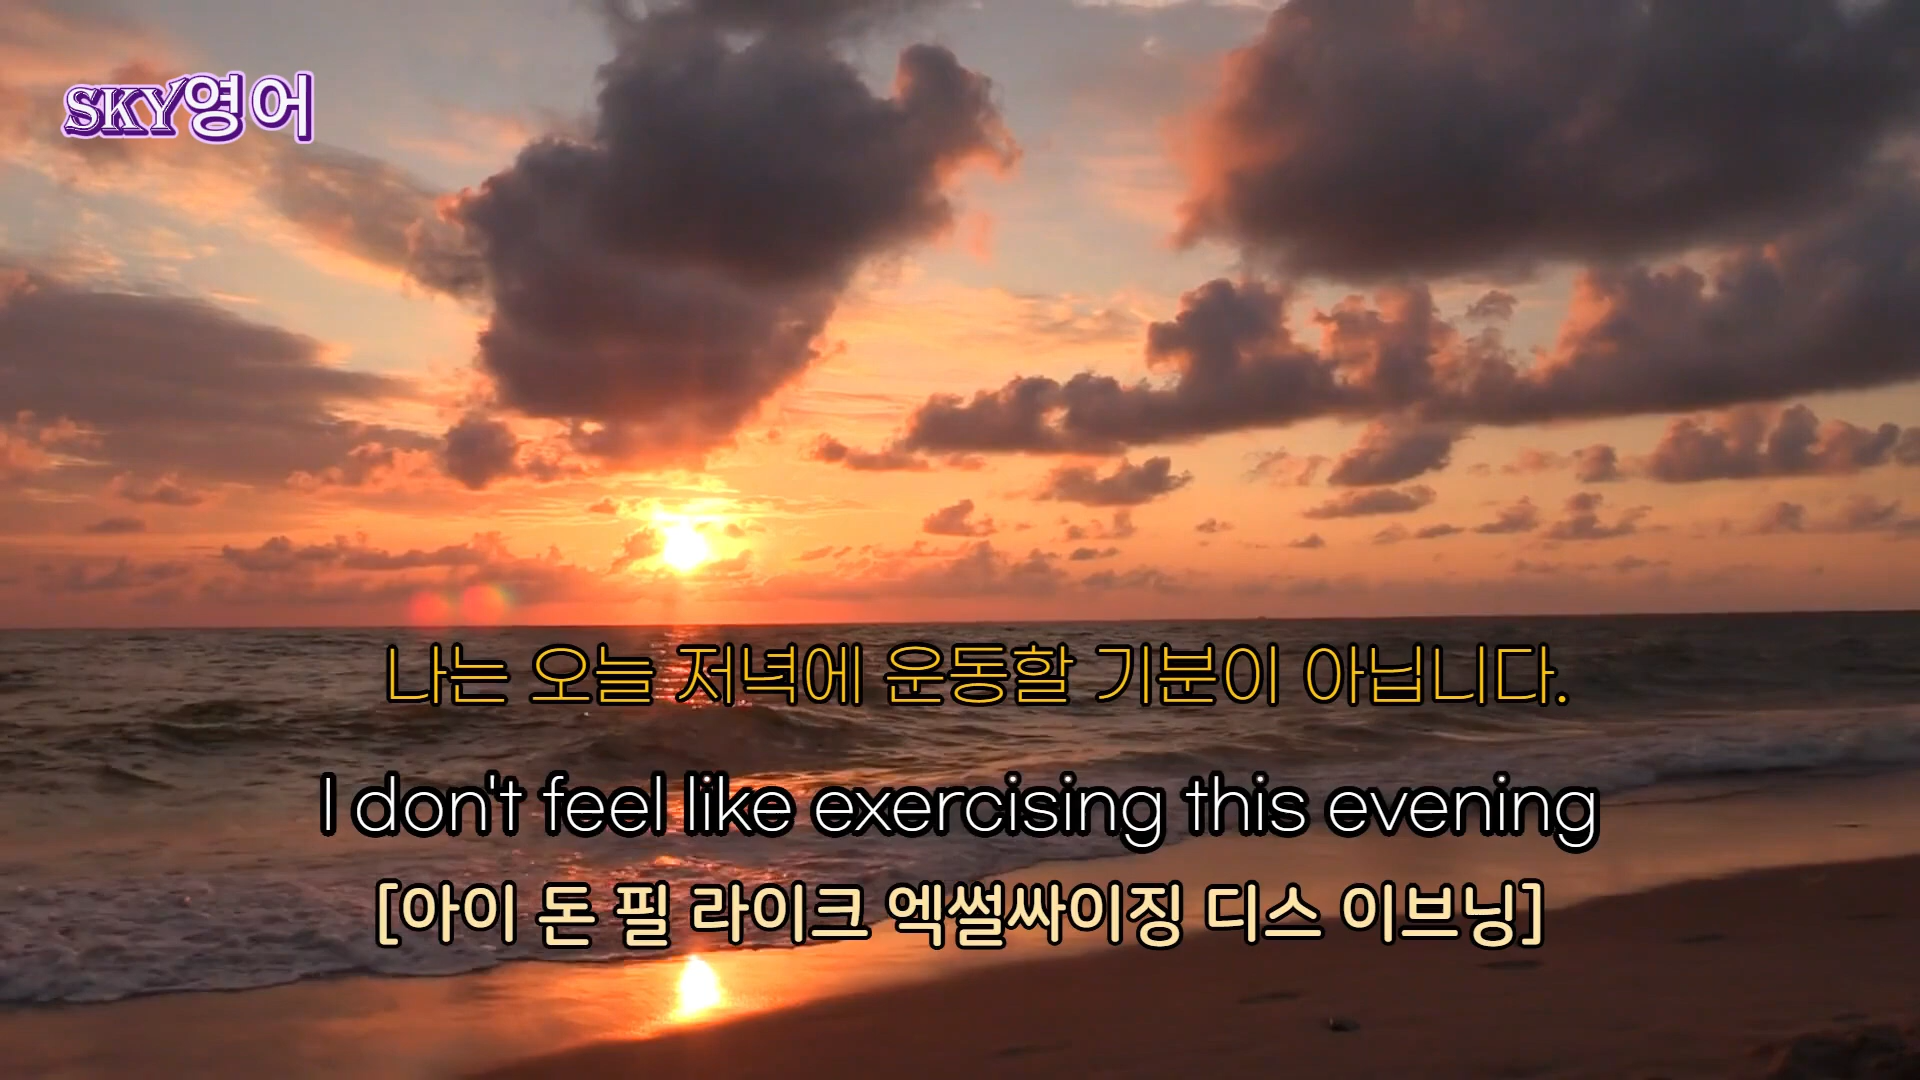 SKY영어
나는 오늘 저녁에 운동할 기분이 아닙니다.
I don't feel like exercising this evening
[아이 돈 필 라이크 엑썰싸이징 디스 이브닝]